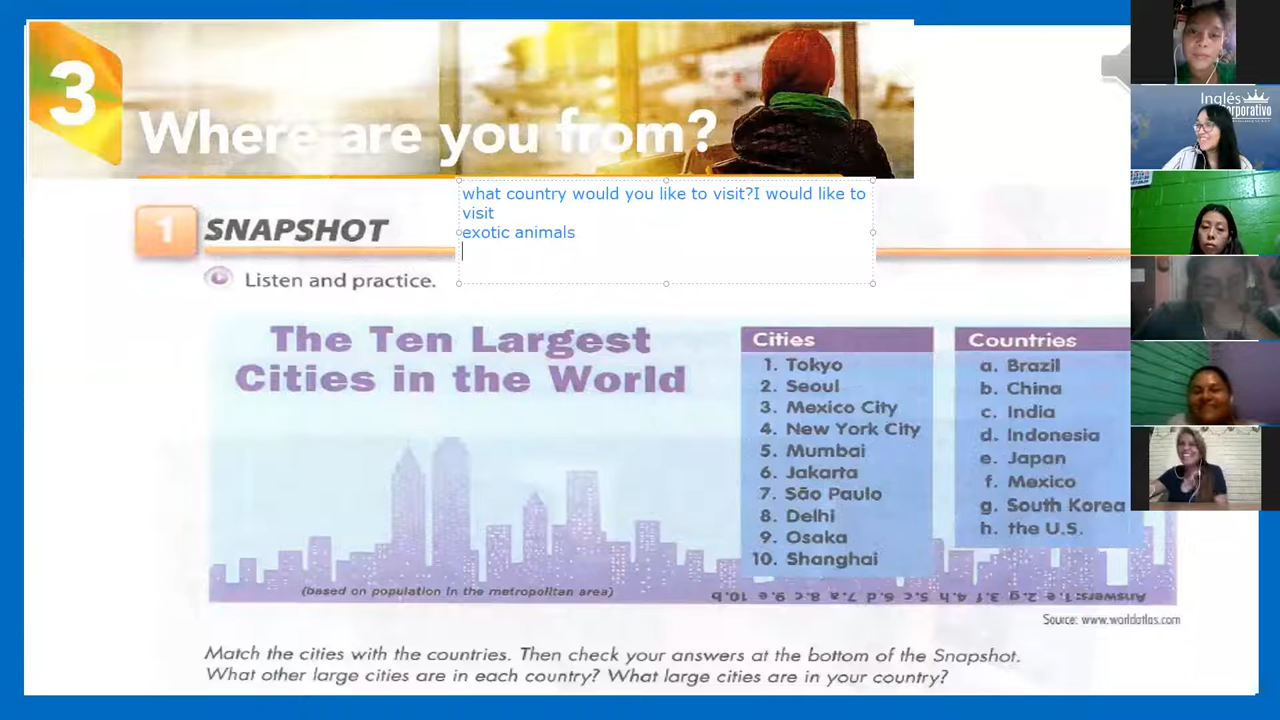 3
Where are you from?
what country would you like to visit?I would like to
visit
exotic animals
1 SNAPSHOT
Listen and practice.
The Ten Largest
Cities in the World
(based on population in the metropolitan area)
Cities
1. Tokyo
2. Seoul
3. Mexico City
4. New York City
5. Mumbai
6. Jakarta
7. São Paulo
8. Delhi
9. Osaka
10. Shanghai
Countries
a. Brazil
b. China
c. India
d. Indonesia
e. Japan
f. Mexico
g. South Korea
h. the U.S.
Answers: 1. e 2. g 3. f 4. h 5. c 6. d 7. a 8. c 9. e 10. b
Source: www.worldatlas.com
Match the cities with the countries. Then check your answers at the bottom of the Snapshot.
What other large cities are in each country? What large cities are in your country?
Inglés